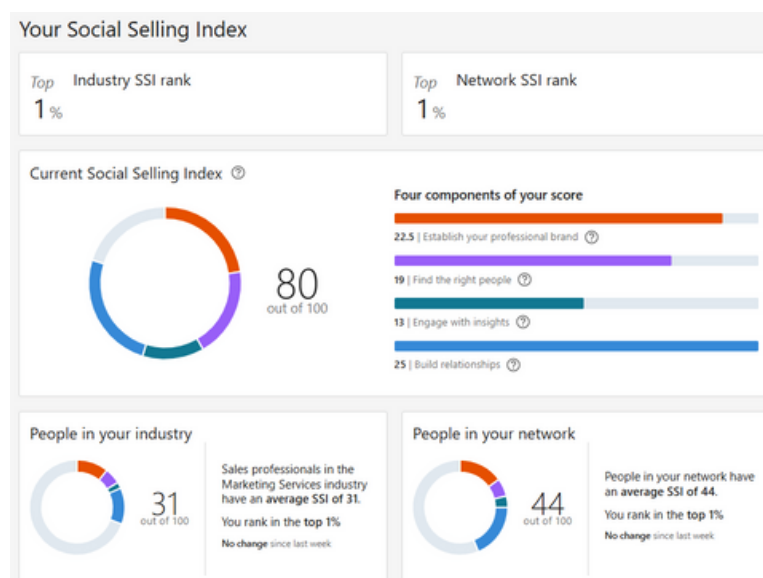 Your Social Selling Index
Top Industry SSI rank
1 %
Top Network SSI rank
1 %
Current Social Selling Index ?
80
out of 100
Four components of your score
22.5 | Establish your professional brand ?
19 | Find the right people ?
13 | Engage with insights ?
25 | Build relationships ?
People in your industry
31
out of 100
Sales professionals in the
Marketing Services industry
have an average SSI of 31.
You rank in the top 1%
No change since last week
People in your network
44
out of 100
People in your network have
an average SSI of 44.
You rank in the top 1%
No change since last week